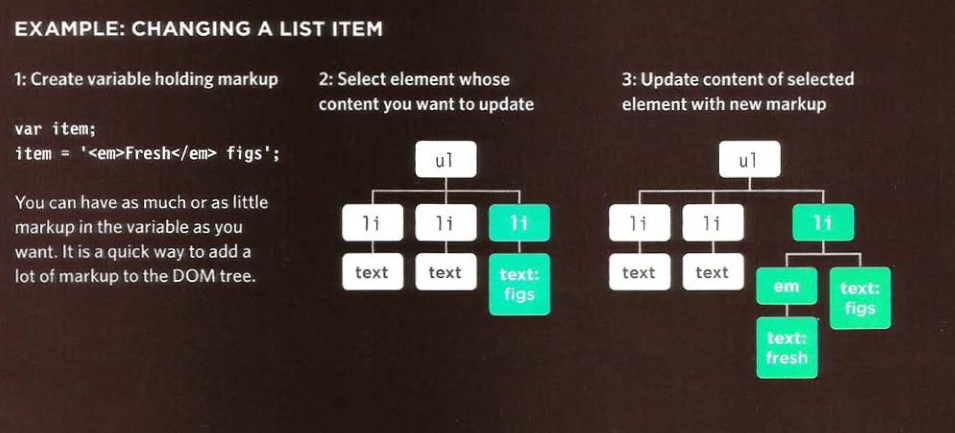 EXAMPLE: CHANGING A LIST ITEM
1: Create variable holding markup
var item;
item = '<em>Fresh</em> figs';
You can have as much or as little
markup in the variable as you
want. It is a quick way to add a
lot of markup to the DOM tree.
2: Select element whose
content you want to update
ul
li li li
text text text:
figs
3: Update content of selected
element with new markup
ul
li li li
text text em text:
figs
text:
fresh